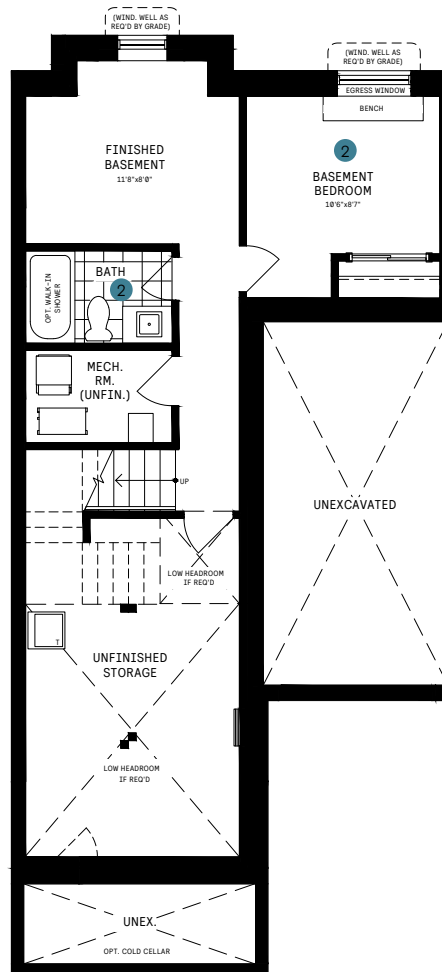 (WIND. WELL AS
REQ'D BY GRADE)
(WIND. WELL AS
REQ'D BY GRADE)
EGRESS WINDOW
BENCH
FINISHED
BASEMENT
11'8"x8'0"
2
BASEMENT
BEDROOM
10'6"x8'7"
BATH
2
OPT. WALK-IN
SHOWER
MECH.
RM.
(UNFIN.)
UP
UNEXCAVATED
LOW HEADROOM
IF REQ'D
T
UNFINISHED
STORAGE
LOW HEADROOM
IF REQ'D
UNEX.
OPT. COLD CELLAR